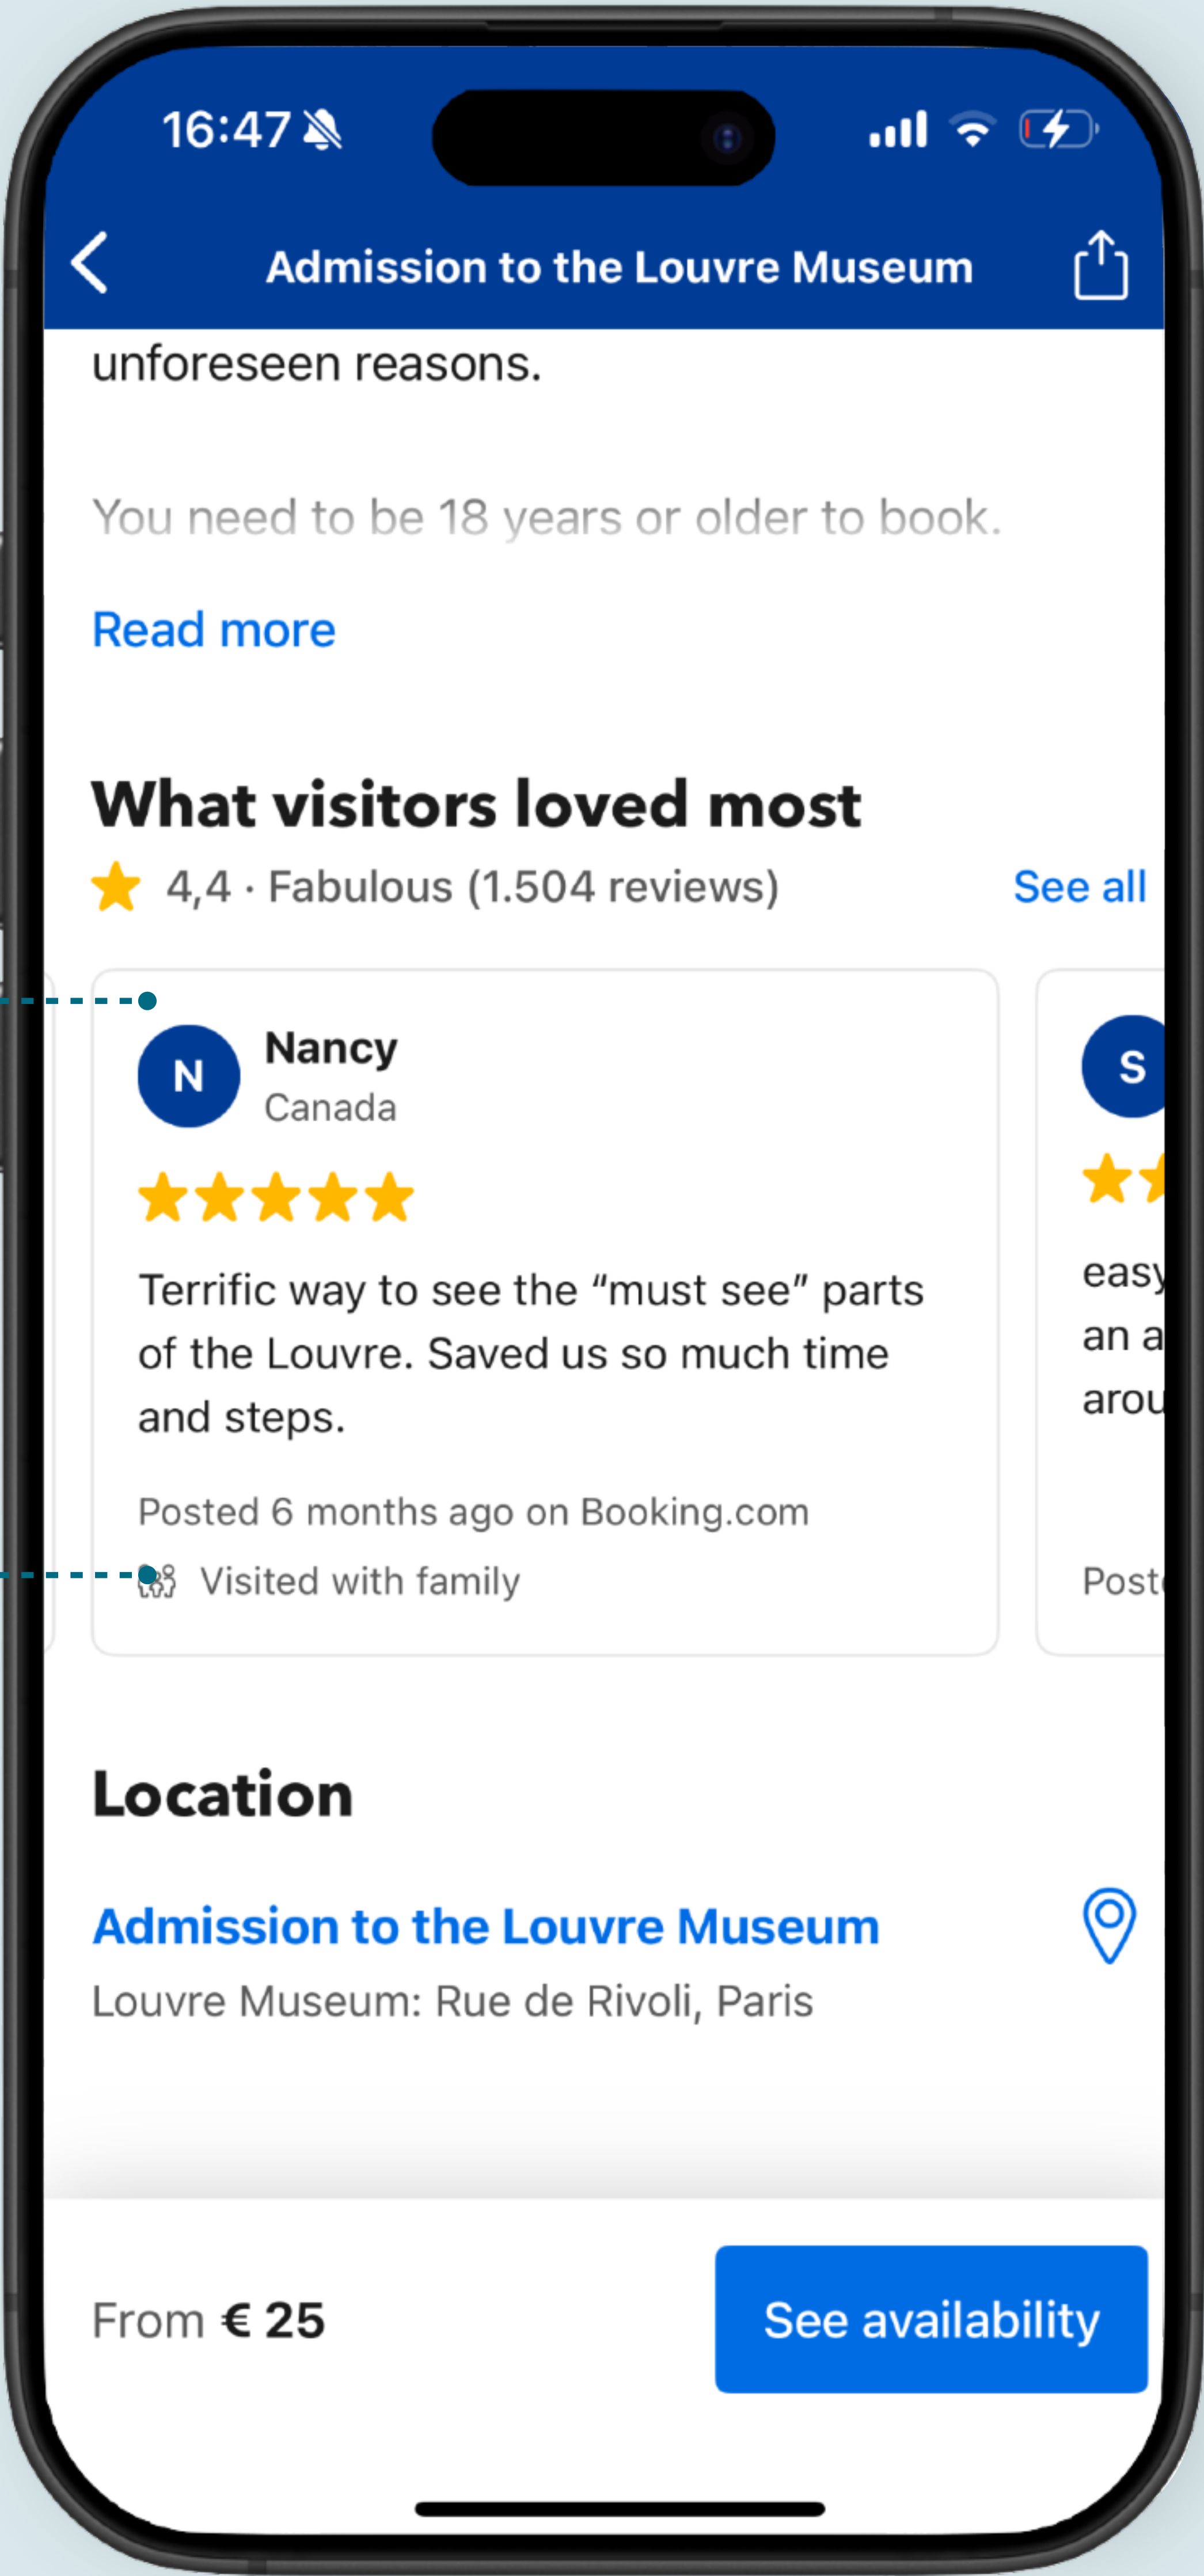 16:47
Admission to the Louvre Museum
unforeseen reasons.
You need to be 18 years or older to book.
Read more
What visitors loved most
4,4 · Fabulous (1.504 reviews)
See all
N
Nancy
Canada
Terrific way to see the “must see” parts
of the Louvre. Saved us so much time
and steps.
Posted 6 months ago on Booking.com
Visited with family
S
easy
an a
arou
Post
Location
Admission to the Louvre Museum
Louvre Museum: Rue de Rivoli, Paris
From € 25
See availability